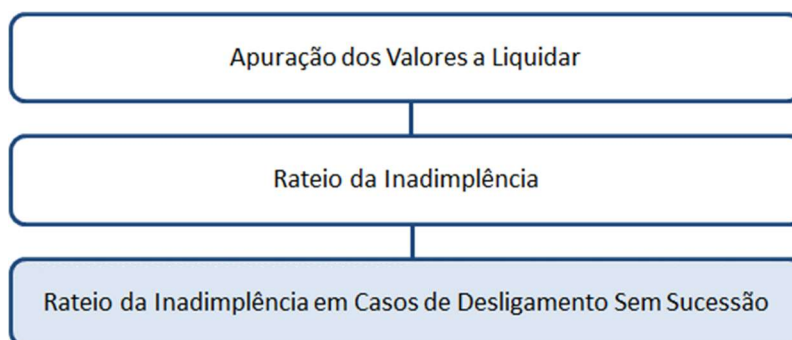 Apuração dos Valores a Liquidar
Rateio da Inadimplência
Rateio da Inadimplência em Casos de Desligamento Sem Sucessão